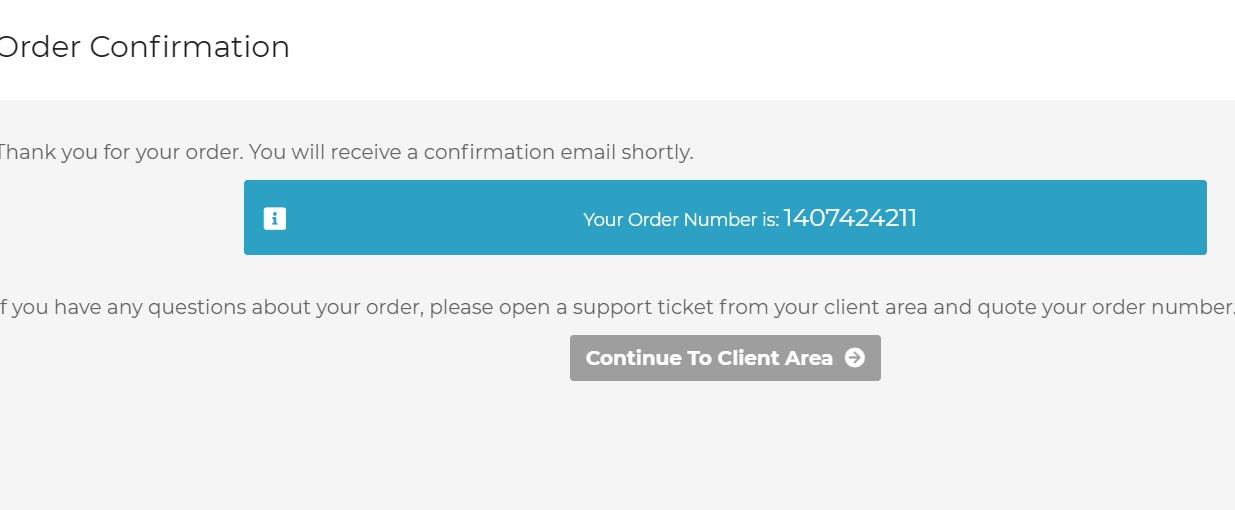 Order Confirmation
Thank you for your order. You will receive a confirmation email shortly.
Your Order Number is: 1407424211
If you have any questions about your order, please open a support ticket from your client area and quote your order number.
Continue To Client Area